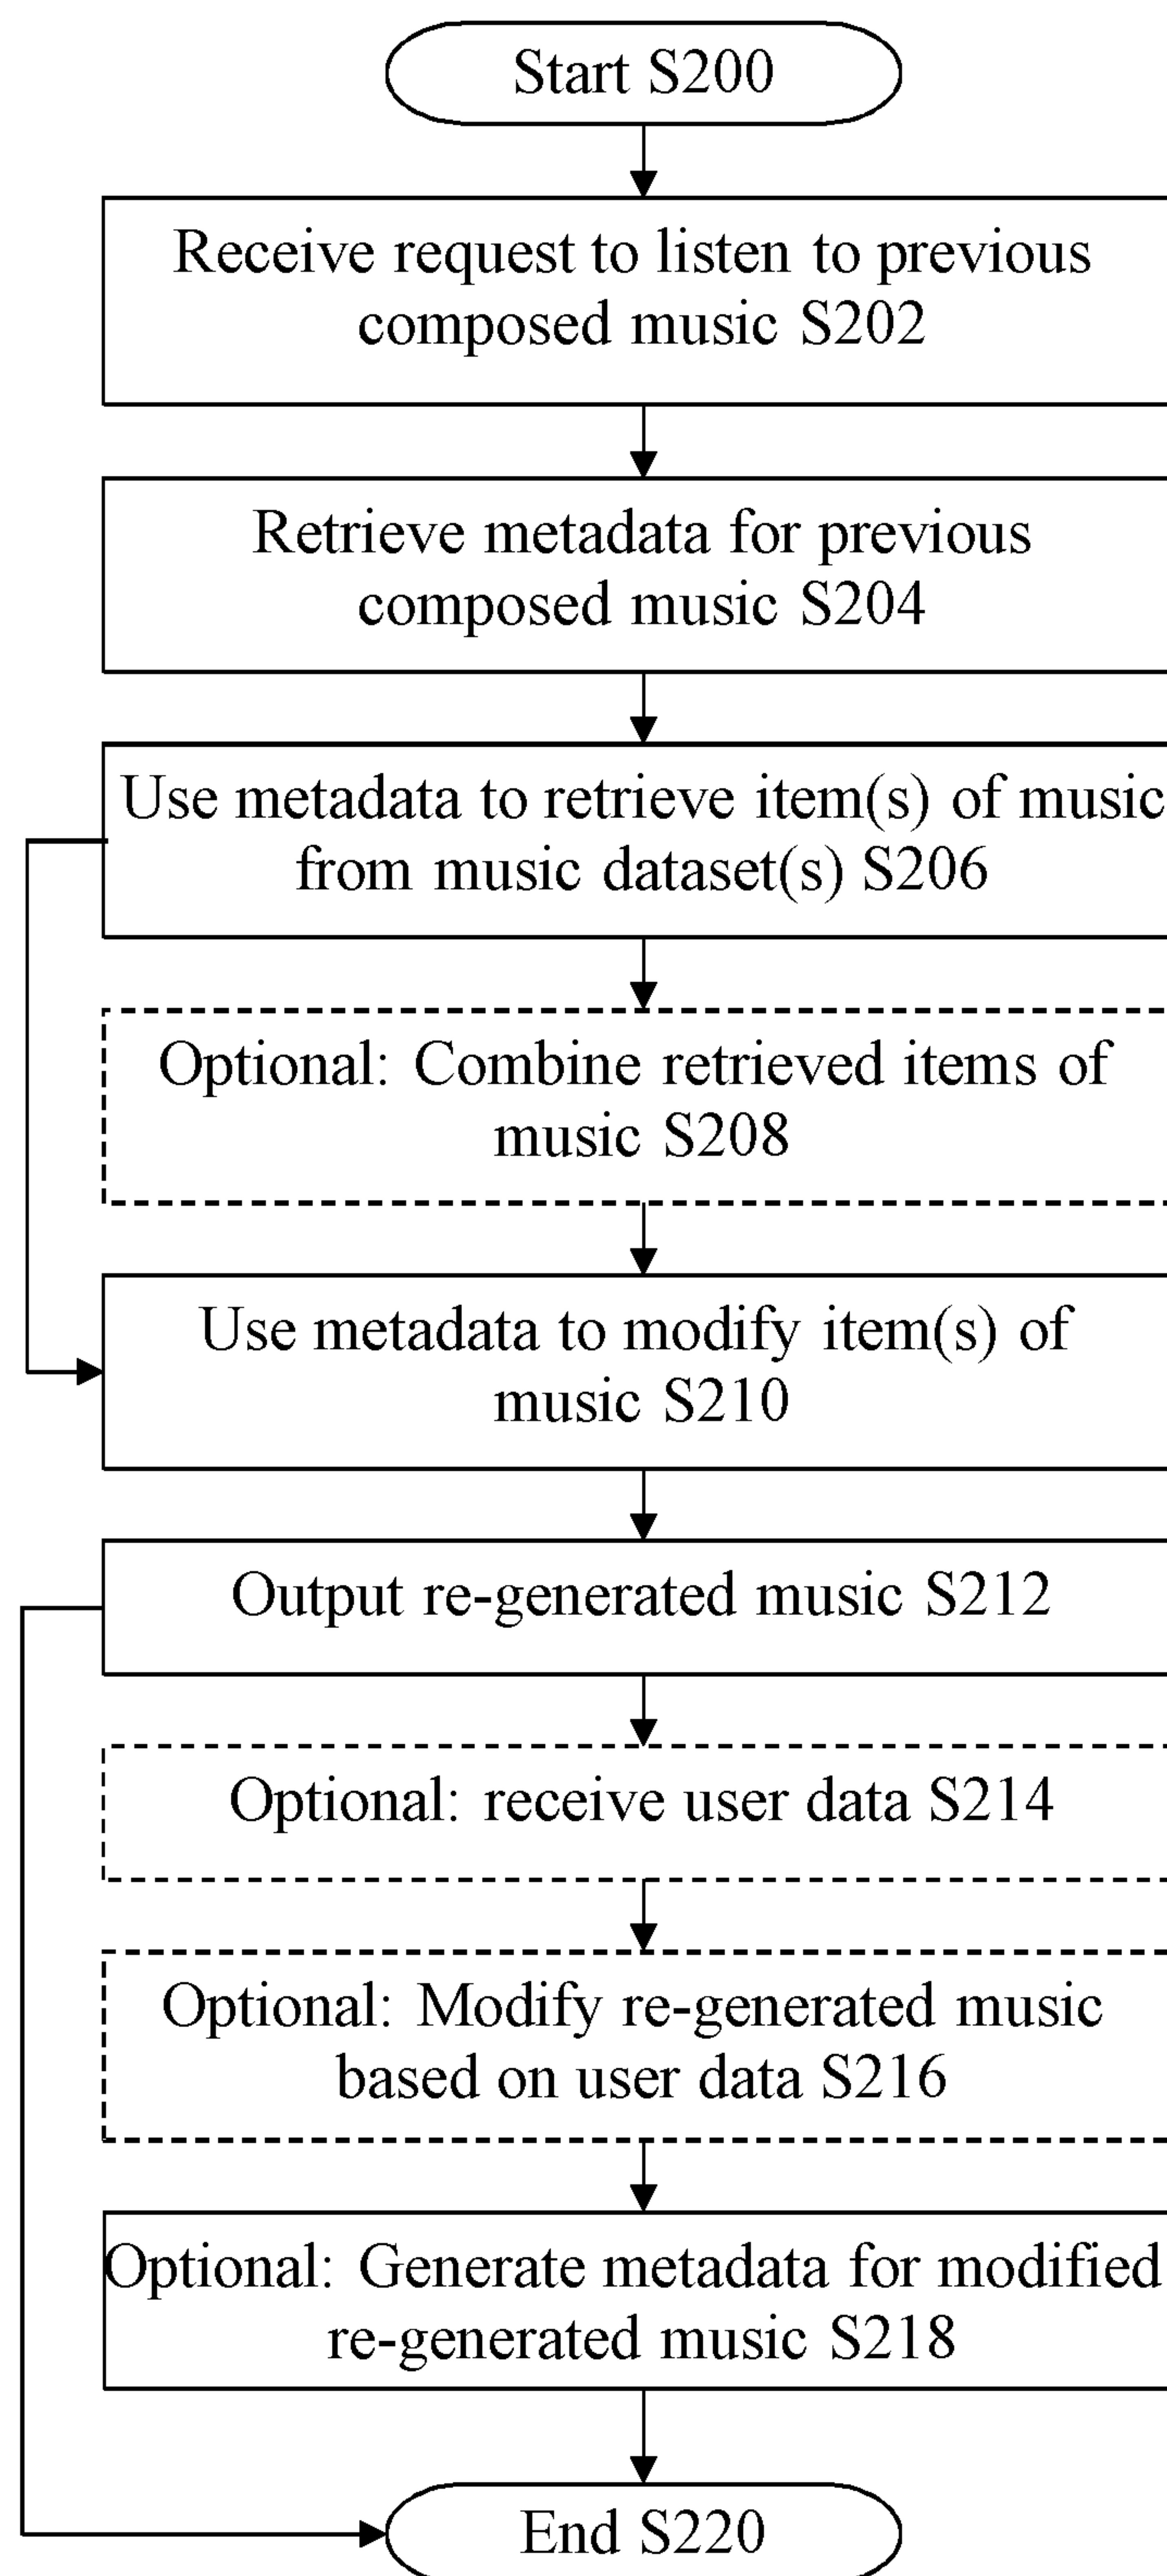 Start S200
Receive request to listen to previous
composed music S202
Retrieve metadata for previous
composed music S204
Use metadata to retrieve item(s) of music
from music dataset(s) S206
Optional: Combine retrieved items of
music S208
Use metadata to modify item(s) of
music S210
Output re-generated music S212
Optional: receive user data S214
Optional: Modify re-generated music
based on user data S216
Optional: Generate metadata for modified
re-generated music S218
End S220